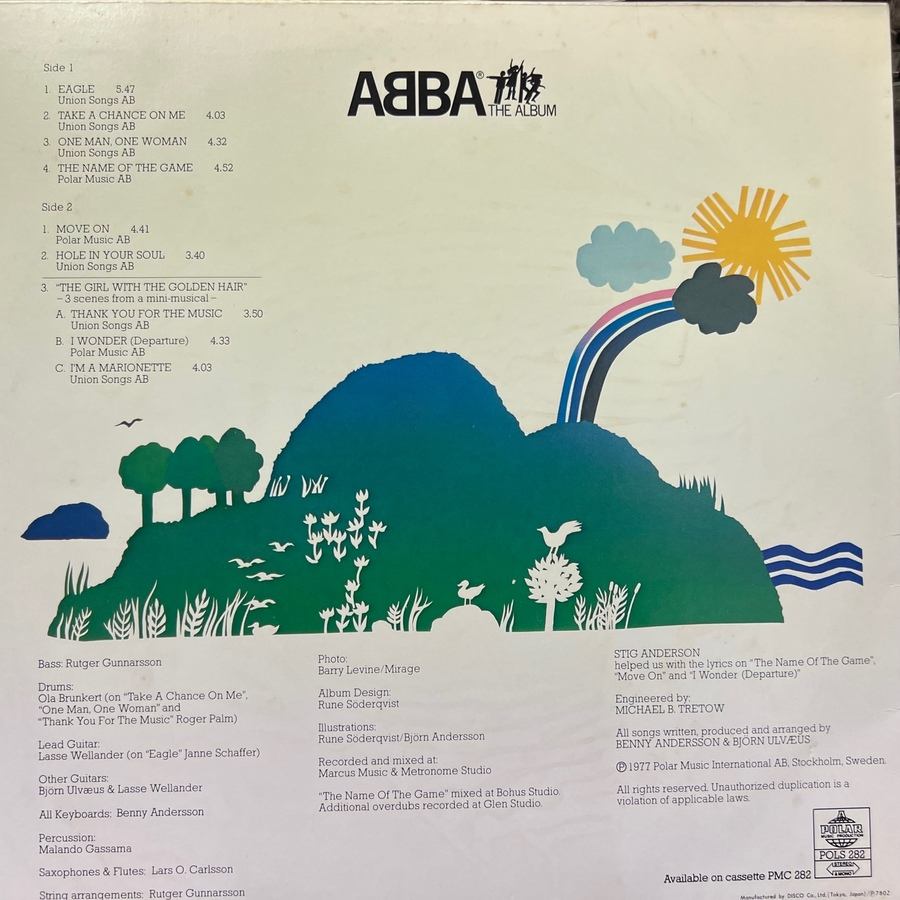 Side 1
1. EAGLE 5.47
Union Songs AB
2. TAKE A CHANCE ON ME 4.03
Union Songs AB
3. ONE MAN, ONE WOMAN 4.32
Union Songs AB
4. THE NAME OF THE GAME 4.52
Polar Music AB
Side 2
1. MOVE ON 4.41
Polar Music AB
2. HOLE IN YOUR SOUL 3.40
Union Songs AB
3. "THE GIRL WITH THE GOLDEN HAIR"
– 3 scenes from a mini-musical –
A. THANK YOU FOR THE MUSIC 3.50
Union Songs AB
B. I WONDER (Departure) 4.33
Polar Music AB
C. I'M A MARIONETTE 4.03
Union Songs AB
ABBA®
THE ALBUM
Bass: Rutger Gunnarsson
Drums:
Ola Brunkert (on "Take A Chance On Me",
"One Man, One Woman" and
"Thank You For The Music" Roger Palm)
Lead Guitar:
Lasse Wellander (on "Eagle" Janne Schaffer)
Other Guitars:
Björn Ulvæus & Lasse Wellander
All Keyboards: Benny Andersson
Percussion:
Malando Gassama
Saxophones & Flutes: Lars O. Carlsson
String arrangements: Rutger Gunnarsson
Photo:
Barry Levine/Mirage
Album Design:
Rune Söderqvist
Illustrations:
Rune Söderqvist/Björn Andersson
Recorded and mixed at:
Marcus Music & Metronome Studio
"The Name Of The Game" mixed at Bohus Studio.
Additional overdubs recorded at Glen Studio.
STIG ANDERSON
helped us with the lyrics on "The Name Of The Game",
"Move On" and "I Wonder (Departure)"
Engineered by:
MICHAEL B. TRETOW
All songs written, produced and arranged by
BENNY ANDERSSON & BJÖRN ULVÆUS
℗ 1977 Polar Music International AB, Stockholm, Sweden.
All rights reserved. Unauthorized duplication is a
violation of applicable laws.
POLAR
MUSIC PRODUCTION
POLS 282
STEREO
& MONO
Available on cassette PMC 282
Manufactured by DISCO Co., Ltd. (Tokyo, Japan) ℗7802